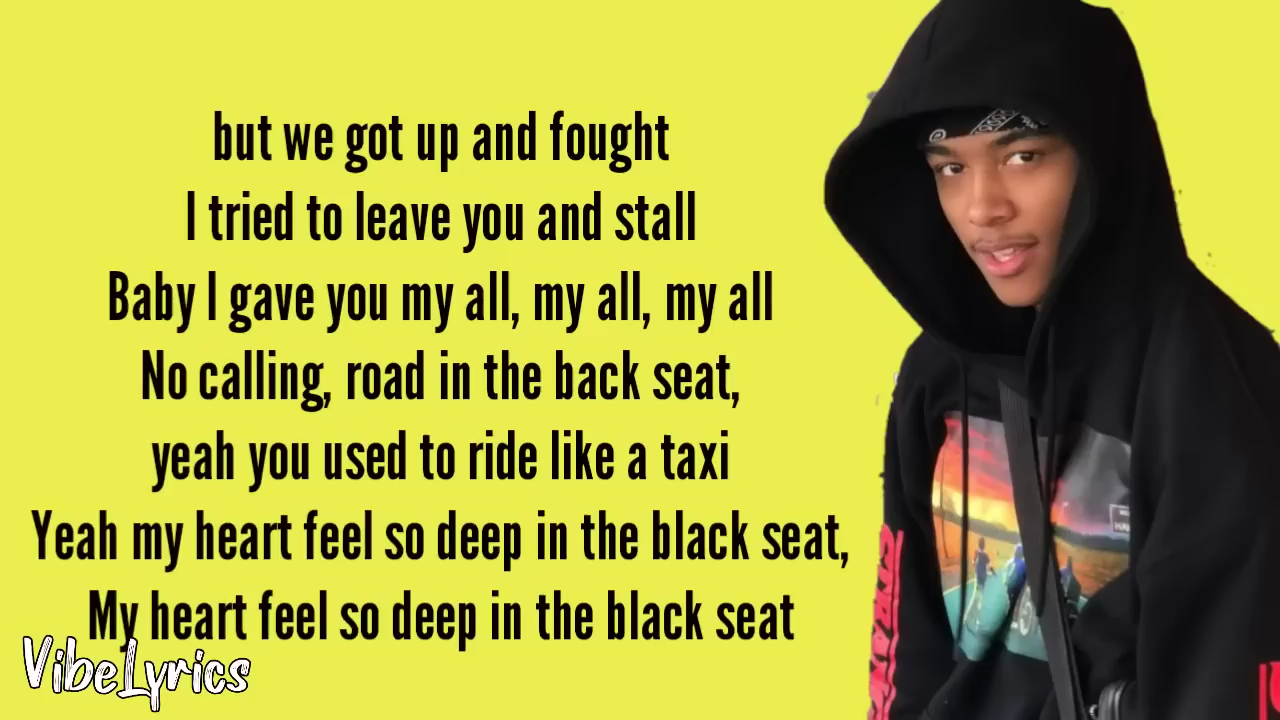 but we got up and fought
I tried to leave you and stall
Baby I gave you my all, my all, my all
No calling, road in the back seat,
yeah you used to ride like a taxi
Yeah my heart feel so deep in the black seat,
My heart feel so deep in the black seat
VibeLyrics